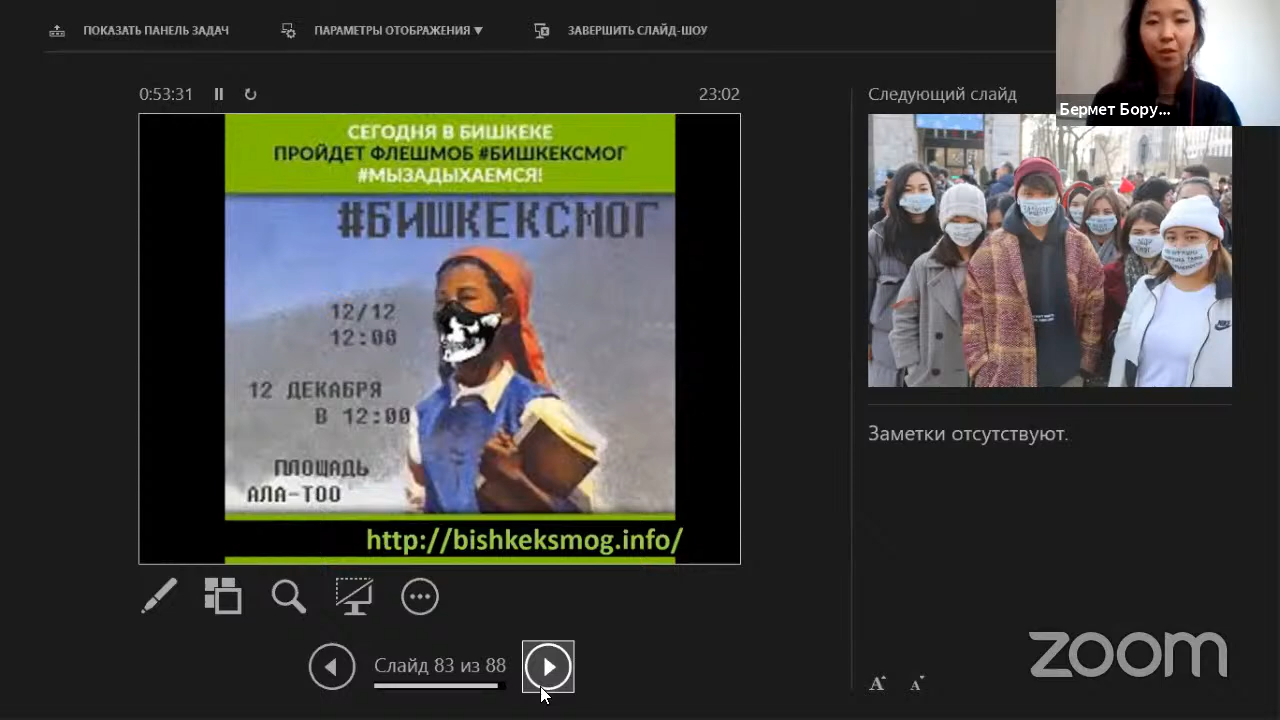 ПОКАЗАТЬ ПАНЕЛЬ ЗАДАЧ
ПАРАМЕТРЫ ОТОБРАЖЕНИЯ ▼
ЗАВЕРШИТЬ СЛАЙД-ШОУ
Бермет Бору...
0:53:31
23:02
СЕГОДНЯ В БИШКЕКЕ
ПРОЙДЕТ ФЛЕШМОБ #БИШКЕКСМОГ
#МЫЗАДЫХАЕМСЯ!
#БИШКЕКСМОГ
12/12
12:00
12 ДЕКАБРЯ
В 12:00
ПЛОЩАДЬ
АЛА-ТОО
http://bishkeksmog.info/
Слайд 83 из 88
Следующий слайд
Заметки отсутствуют.
A A
zoom